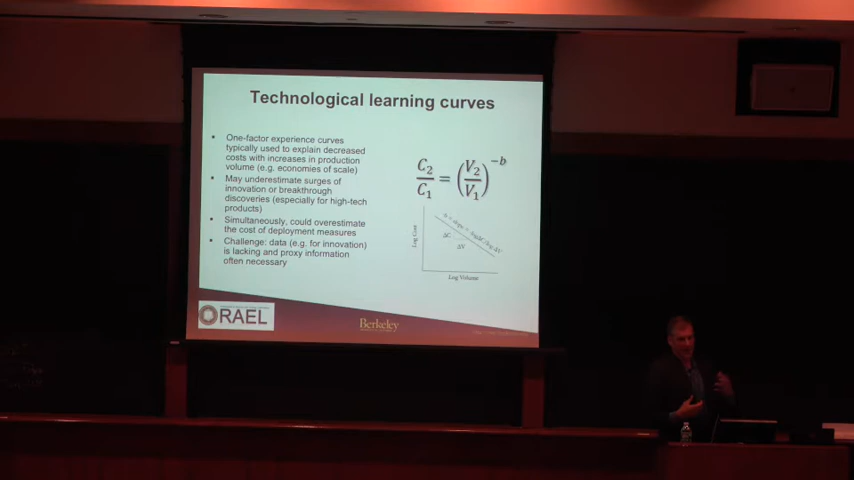 Technological learning curves
• One-factor experience curves
typically used to explain decreased
costs with increases in production
volume (e.g. economies of scale)
• May underestimate surges of
innovation or breakthrough
discoveries (especially for high-tech
products)
• Simultaneously, could overestimate
the cost of deployment measures
• Challenge: data (e.g. for innovation)
is lacking and proxy information
often necessary
C₂/C₁ = (V₂/V₁)⁻ᵇ
Log Cost
ΔC
ΔV
Log Volume
RAEL
Berkeley